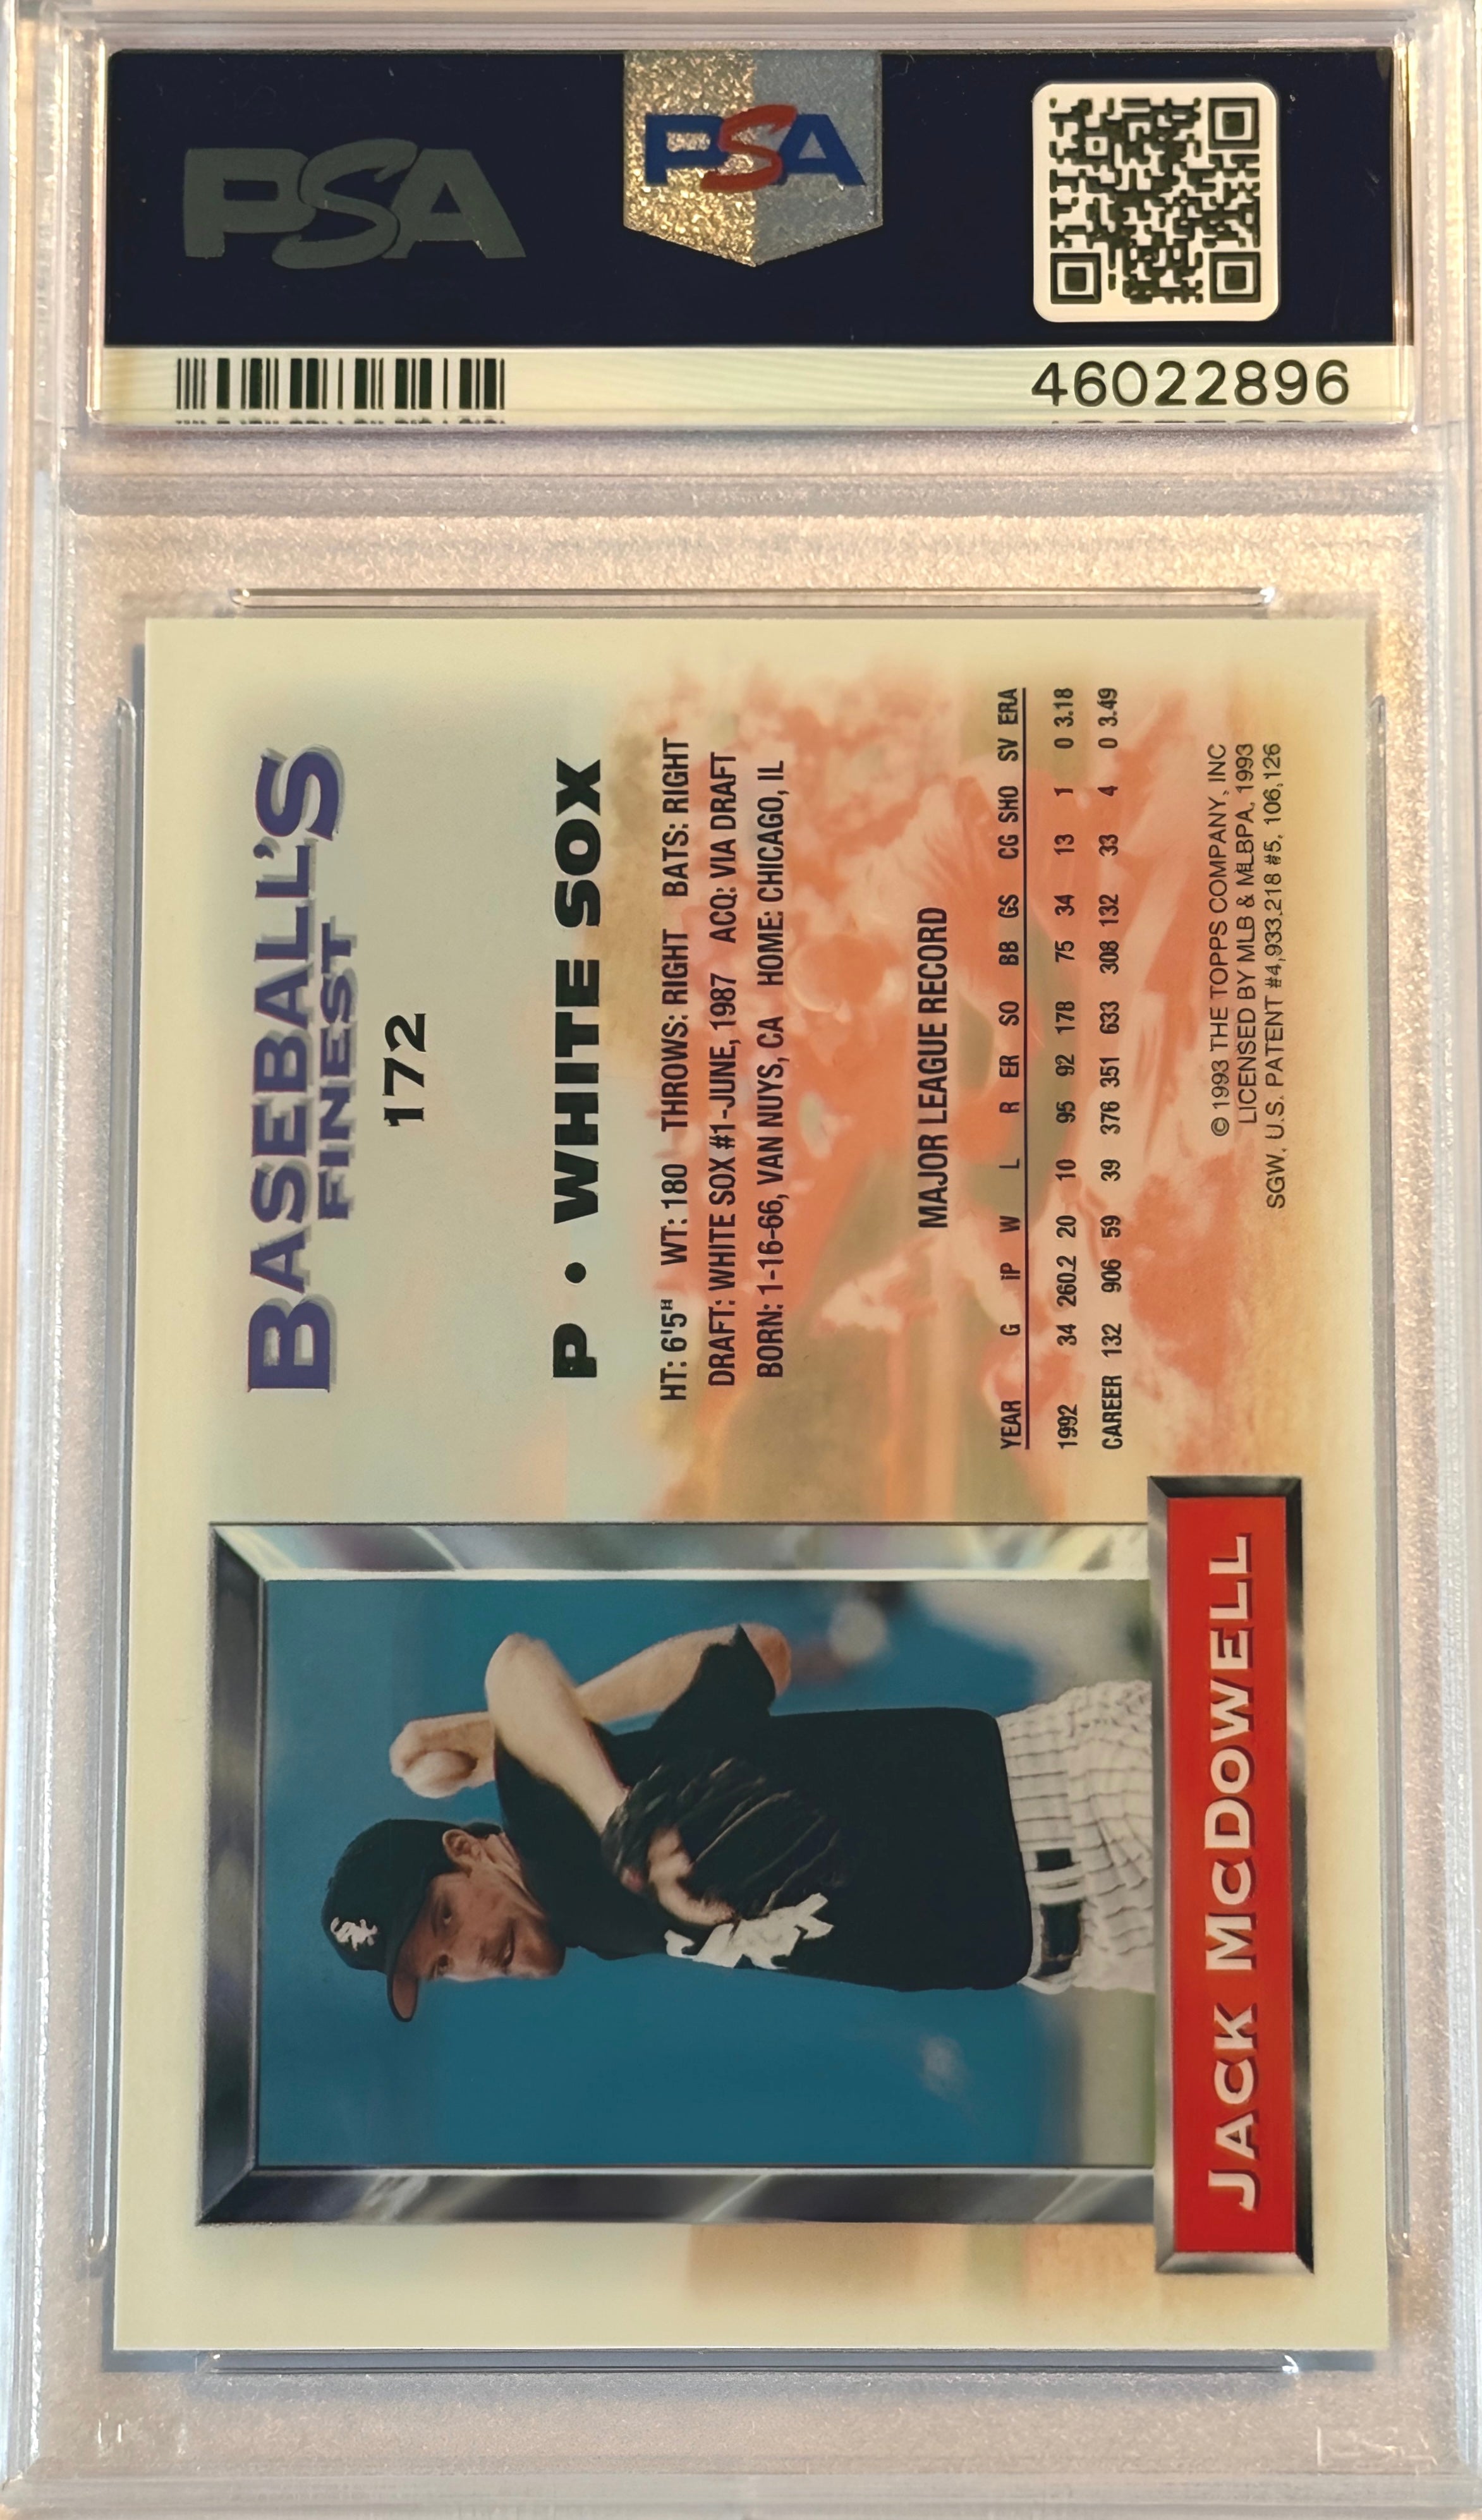 PSA
PSA
46022896
BASEBALL'S
FINEST
172
P • WHITE SOX
HT: 6'5" WT: 180 THROWS: RIGHT BATS: RIGHT
DRAFT: WHITE SOX #1-JUNE, 1987 ACQ: VIA DRAFT
BORN: 1-16-66, VAN NUYS, CA HOME: CHICAGO, IL
MAJOR LEAGUE RECORD
YEAR G IP W L R ER SO BB GS CG SHO SV ERA
1992 34 260.2 20 10 95 92 178 75 34 13 1 0 3.18
CAREER 132 906 59 39 376 351 633 308 132 33 4 0 3.49
© 1993 THE TOPPS COMPANY, INC
LICENSED BY MLB & MLBPA, 1993
SGW, U.S. PATENT #4,933,218 #5, 106,126
Sox
JACK MCDOWELL